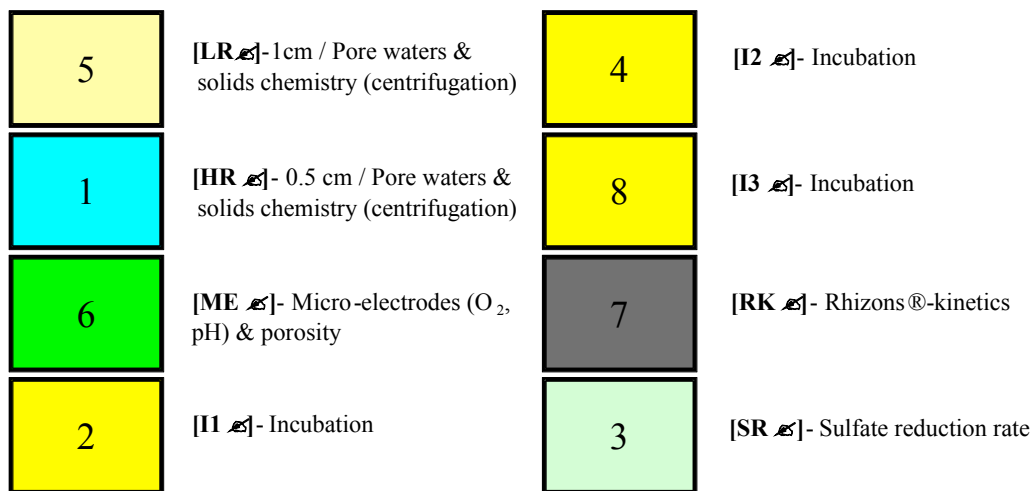 5
[LR✍]-1cm / Pore waters &
solids chemistry (centrifugation)
1
[HR ✍]- 0.5 cm / Pore waters &
solids chemistry (centrifugation)
6
[ME ✍]- Micro-electrodes (O2,
pH) & porosity
2
[I1 ✍]- Incubation
4
[I2 ✍]- Incubation
8
[I3 ✍]- Incubation
7
[RK ✍]- Rhizons®-kinetics
3
[SR ✍]- Sulfate reduction rate